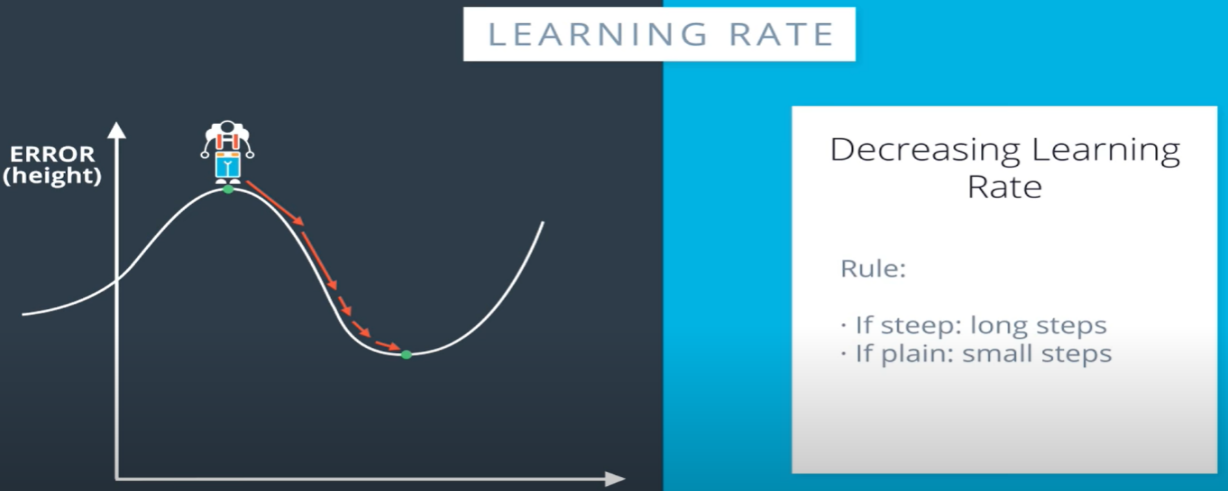 LEARNING RATE
ERROR
(height)
Decreasing Learning
Rate
Rule:
· If steep: long steps
· If plain: small steps